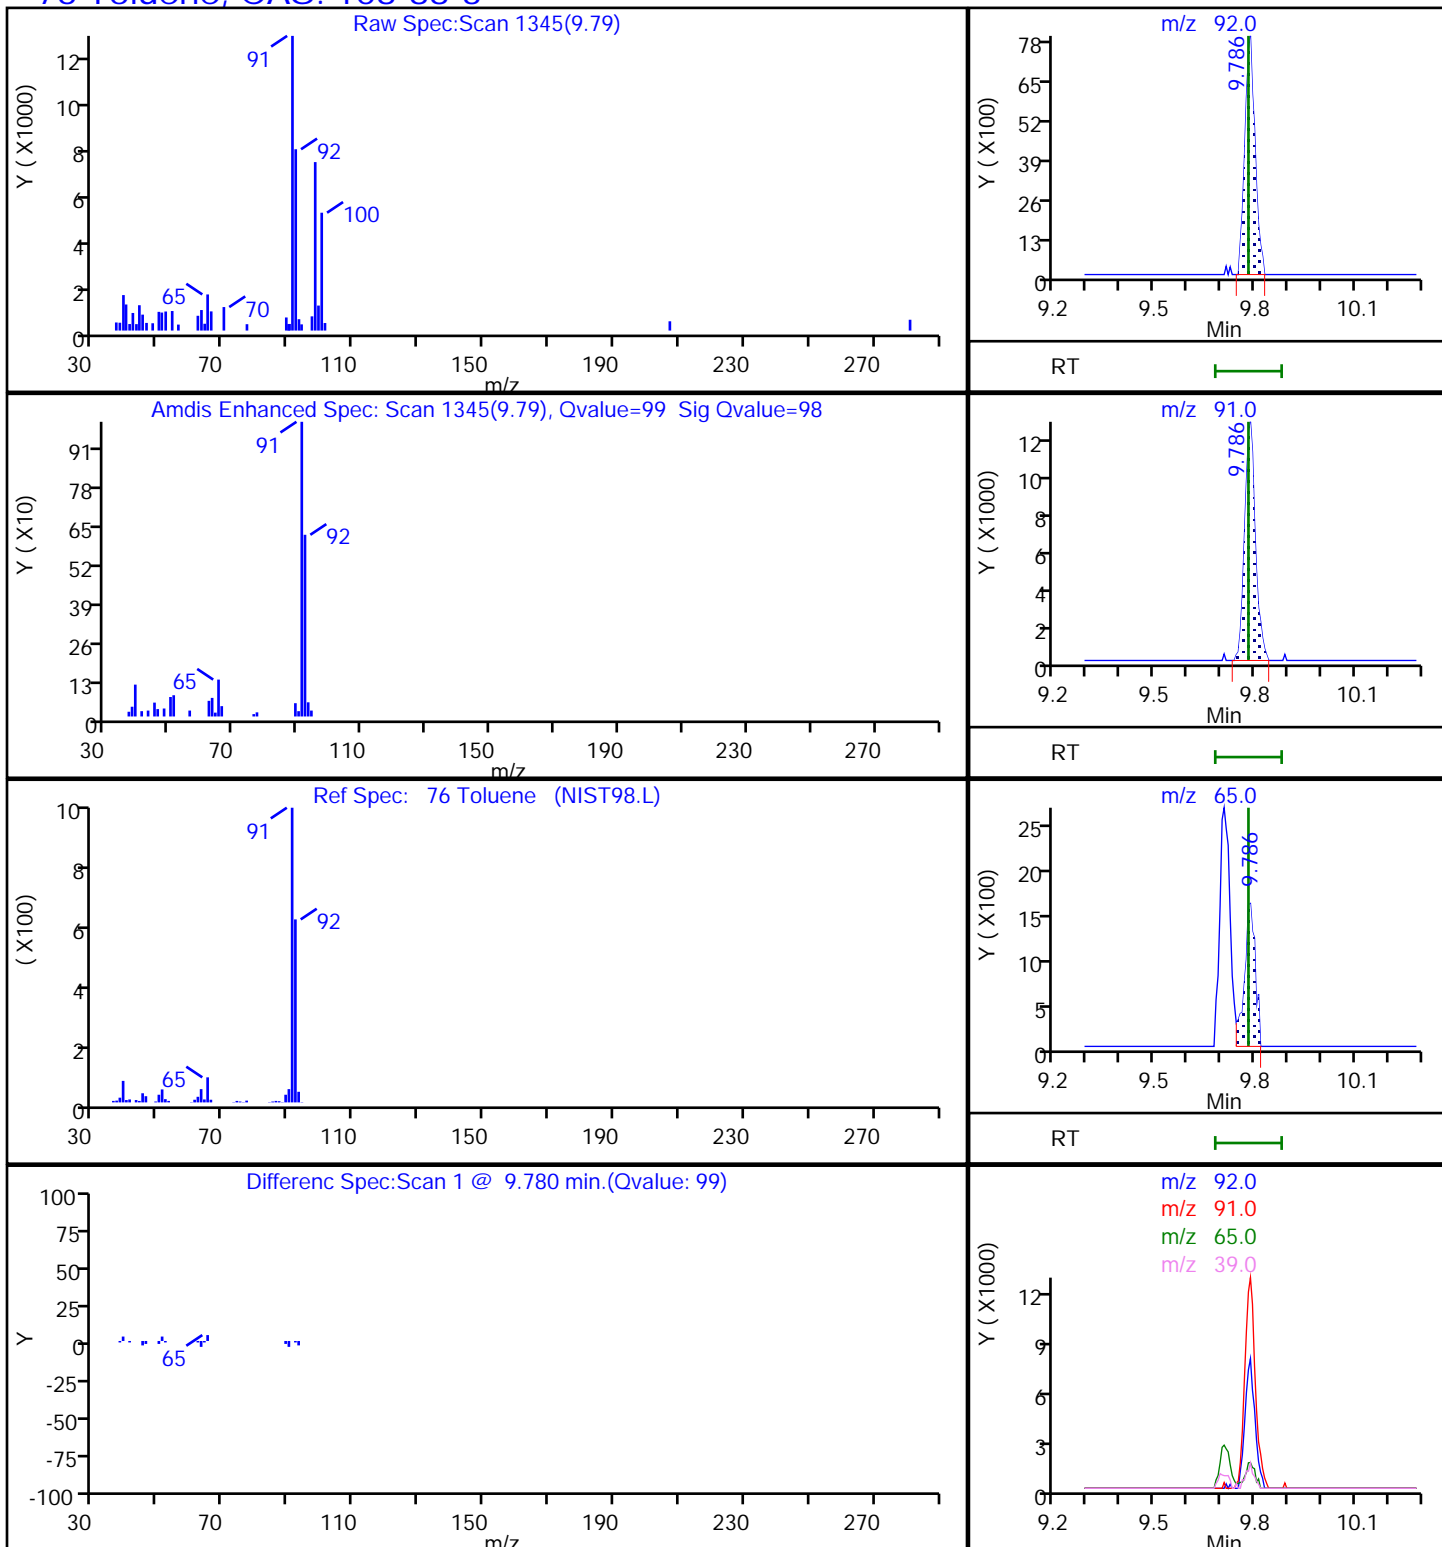 76 Toluene, CAS: 108-88-3
Raw Spec:Scan 1345(9.79)
Y ( X1000)
12
10
8
6
4
2
0
91
92
100
65
70
30 70 110 150 190 230 270
m/z
m/z 92.0
Y ( X100)
78
65
52
39
26
13
0
9.786
9.2 9.5 9.8 10.1
Min
RT
Amdis Enhanced Spec: Scan 1345(9.79), Qvalue=99 Sig Qvalue=98
Y ( X10)
91
78
65
52
39
26
13
0
91
92
65
30 70 110 150 190 230 270
m/z
m/z 91.0
Y ( X1000)
12
10
8
6
4
2
0
9.786
9.2 9.5 9.8 10.1
Min
RT
Ref Spec: 76 Toluene (NIST98.L)
( X100)
10
8
6
4
2
0
91
92
65
30 70 110 150 190 230 270
m/z 65.0
Y ( X100)
25
20
15
10
5
0
9.786
9.2 9.5 9.8 10.1
Min
RT
Differenc Spec:Scan 1 @ 9.780 min.(Qvalue: 99)
Y
100
75
50
25
0
-25
-50
-75
-100
65
30 70 110 150 190 230 270
m/z
m/z 92.0
m/z 91.0
m/z 65.0
m/z 39.0
Y ( X1000)
12
9
6
3
0
9.2 9.5 9.8 10.1
Min